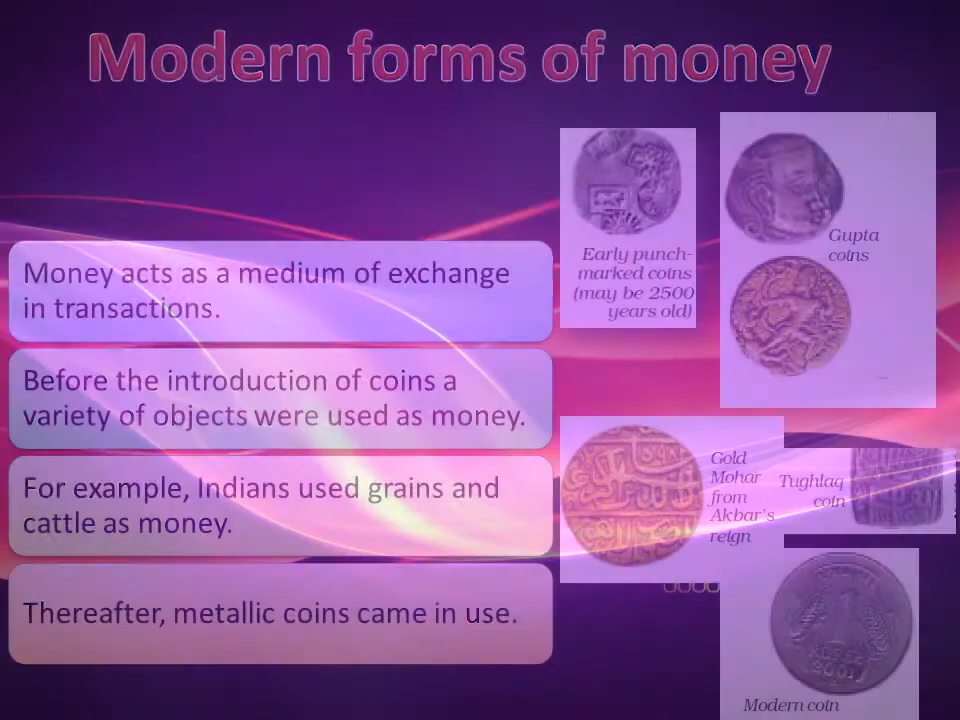 Modern forms of money
Money acts as a medium of exchange
in transactions.
Before the introduction of coins a
variety of objects were used as money.
For example, Indians used grains and
cattle as money.
Thereafter, metallic coins came in use.
Early punch-
marked coins
(may be 2500
years old)
Gupta
coins
Gold
Mohar
from
Akbar's
reign
Tughlaq
coin
1
2001
Modern coin